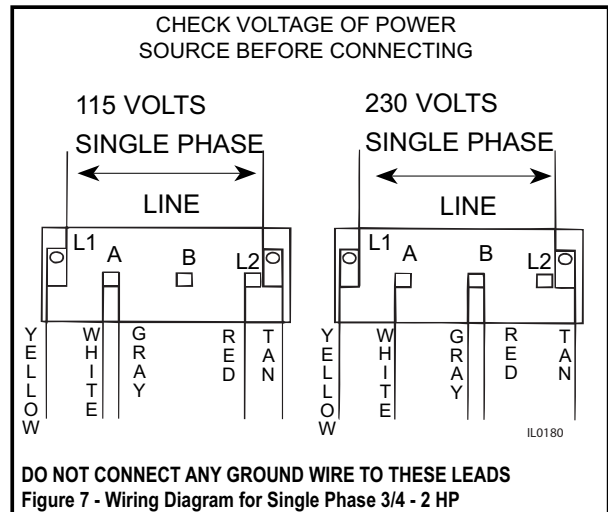 CHECK VOLTAGE OF POWER
SOURCE BEFORE CONNECTING
115 VOLTS
SINGLE PHASE
LINE
L1
A
B
L2
YELLOW
WHITE
GRAY
RED
TAN
230 VOLTS
SINGLE PHASE
LINE
L1
A
B
L2
YELLOW
WHITE
GRAY
RED
TAN
IL0180
DO NOT CONNECT ANY GROUND WIRE TO THESE LEADS
Figure 7 - Wiring Diagram for Single Phase 3/4 - 2 HP